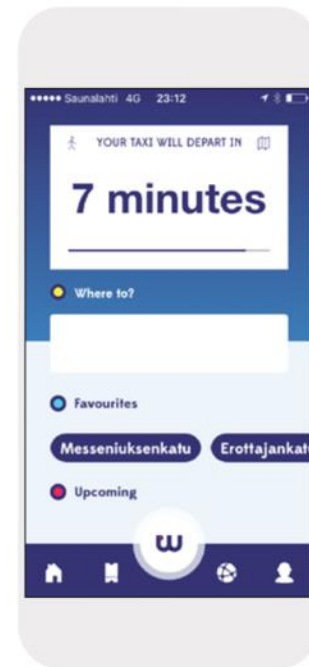 Saunalahti 4G 23:12
YOUR TAXI WILL DEPART IN
7 minutes
Where to?
Favourites
Messeniuksenkatu Erottajankatu
Upcoming
w